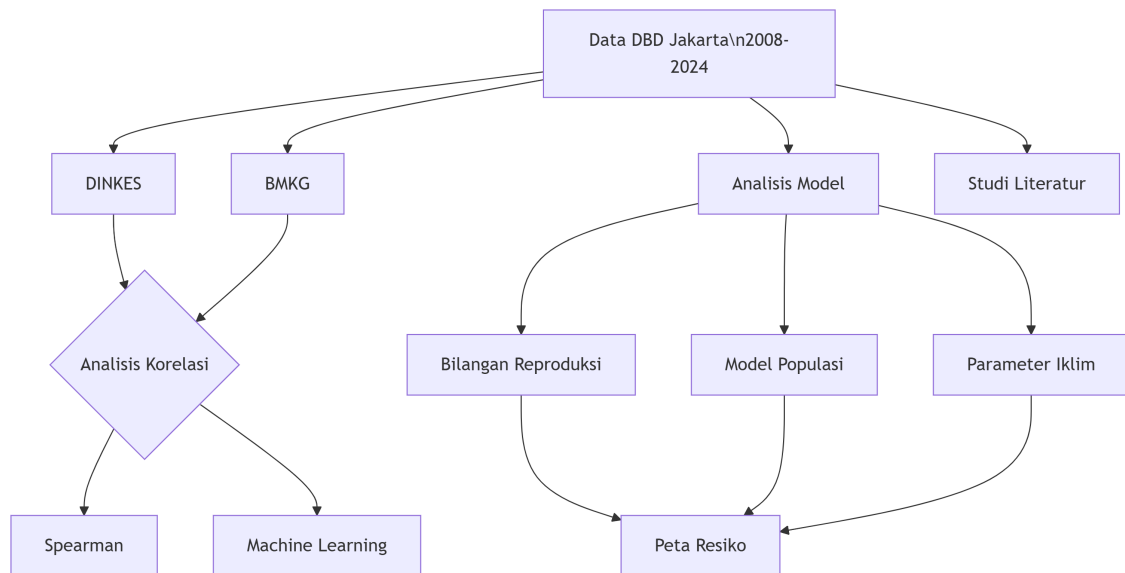 Data DBD Jakarta\n2008-
2024
DINKES
BMKG
Analisis Model
Studi Literatur
Analisis Korelasi
Bilangan Reproduksi
Model Populasi
Parameter Iklim
Spearman
Machine Learning
Peta Resiko